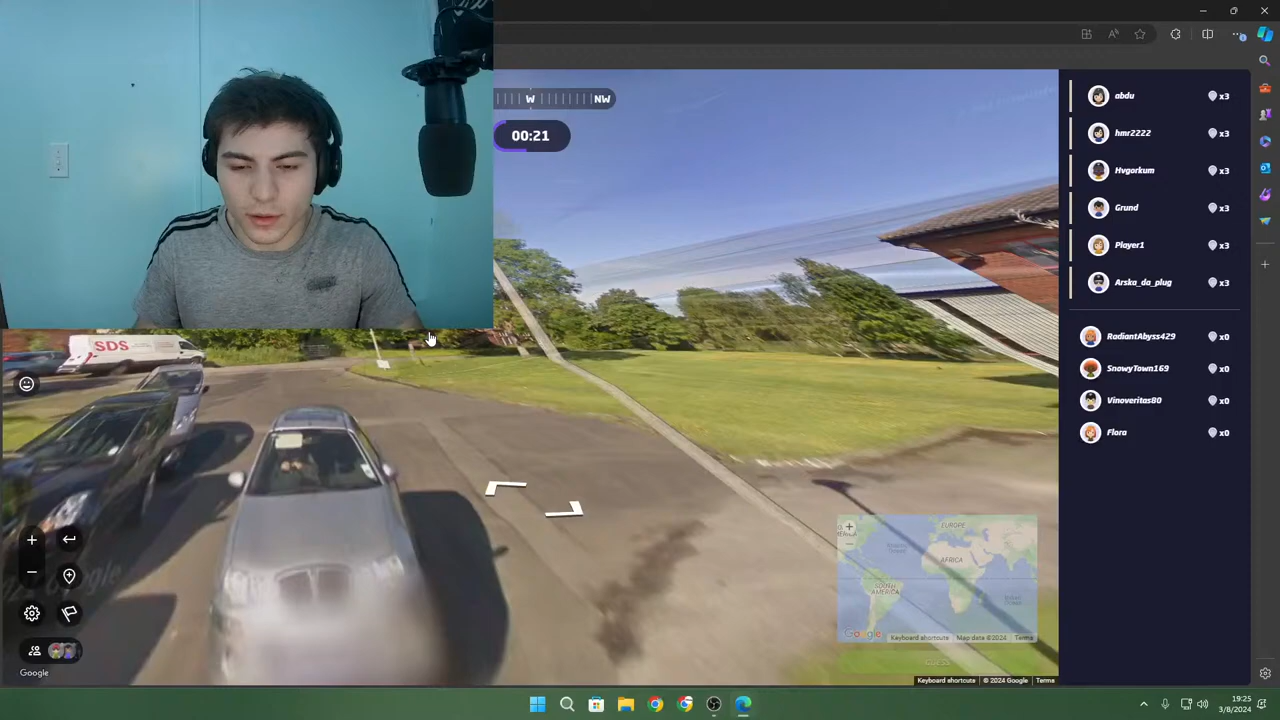 W
NW
00:21
abdu x3
hmr2222 x3
Hvgorkum x3
Grund x3
Player1 x3
Arska_da_plug x3
RadiantAbyss429 x0
SnowyTown169 x0
Vinoveritas80 x0
Flora x0
SDS
EUROPE
AFRICA
SOUTH
AMERICA
Google
Keyboard shortcuts
Map data ©2024
Terms
GUESS
Google
Keyboard shortcuts
© 2024 Google
Terms
19:25
3/8/2024